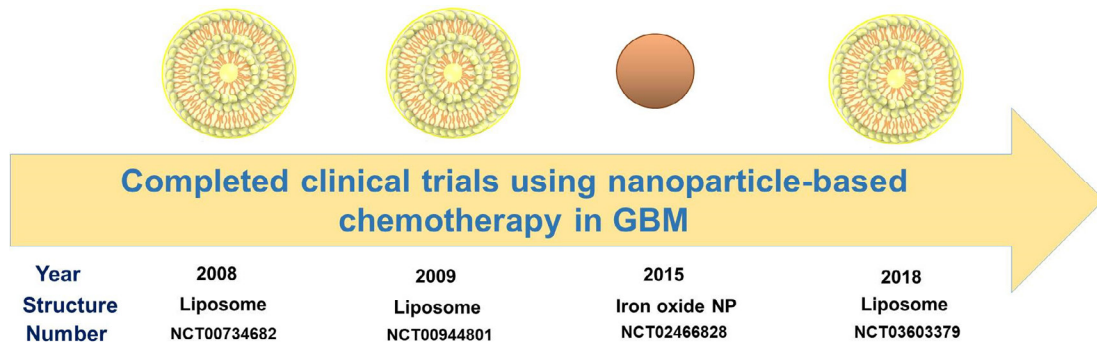 Completed clinical trials using nanoparticle-based
chemotherapy in GBM
Year 2008 2009 2015 2018
Structure Liposome Liposome Iron oxide NP Liposome
Number NCT00734682 NCT00944801 NCT02466828 NCT03603379